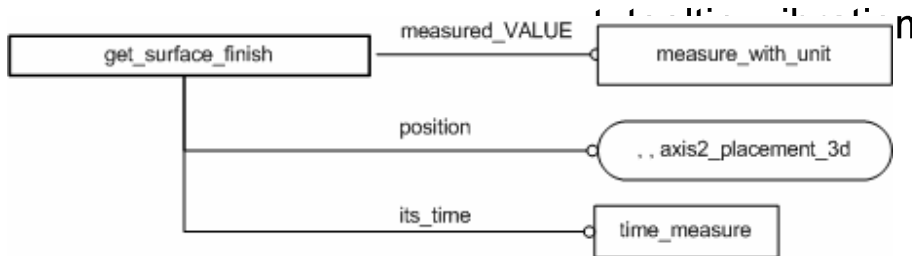 measured_VALUE
get_surface_finish
measure_with_unit
position
, , axis2_placement_3d
its_time
time_measure